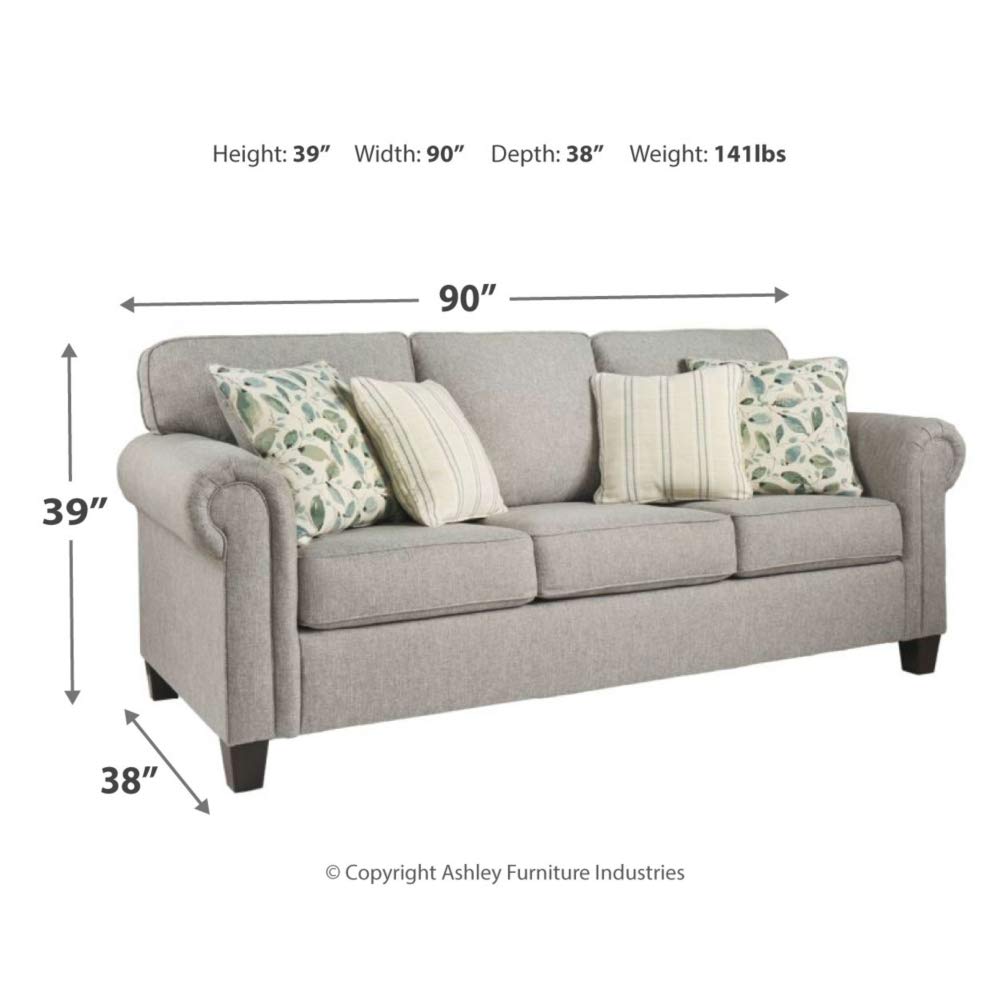 Height: 39” Width: 90” Depth: 38” Weight: 141lbs
90”
39”
38”
© Copyright Ashley Furniture Industries